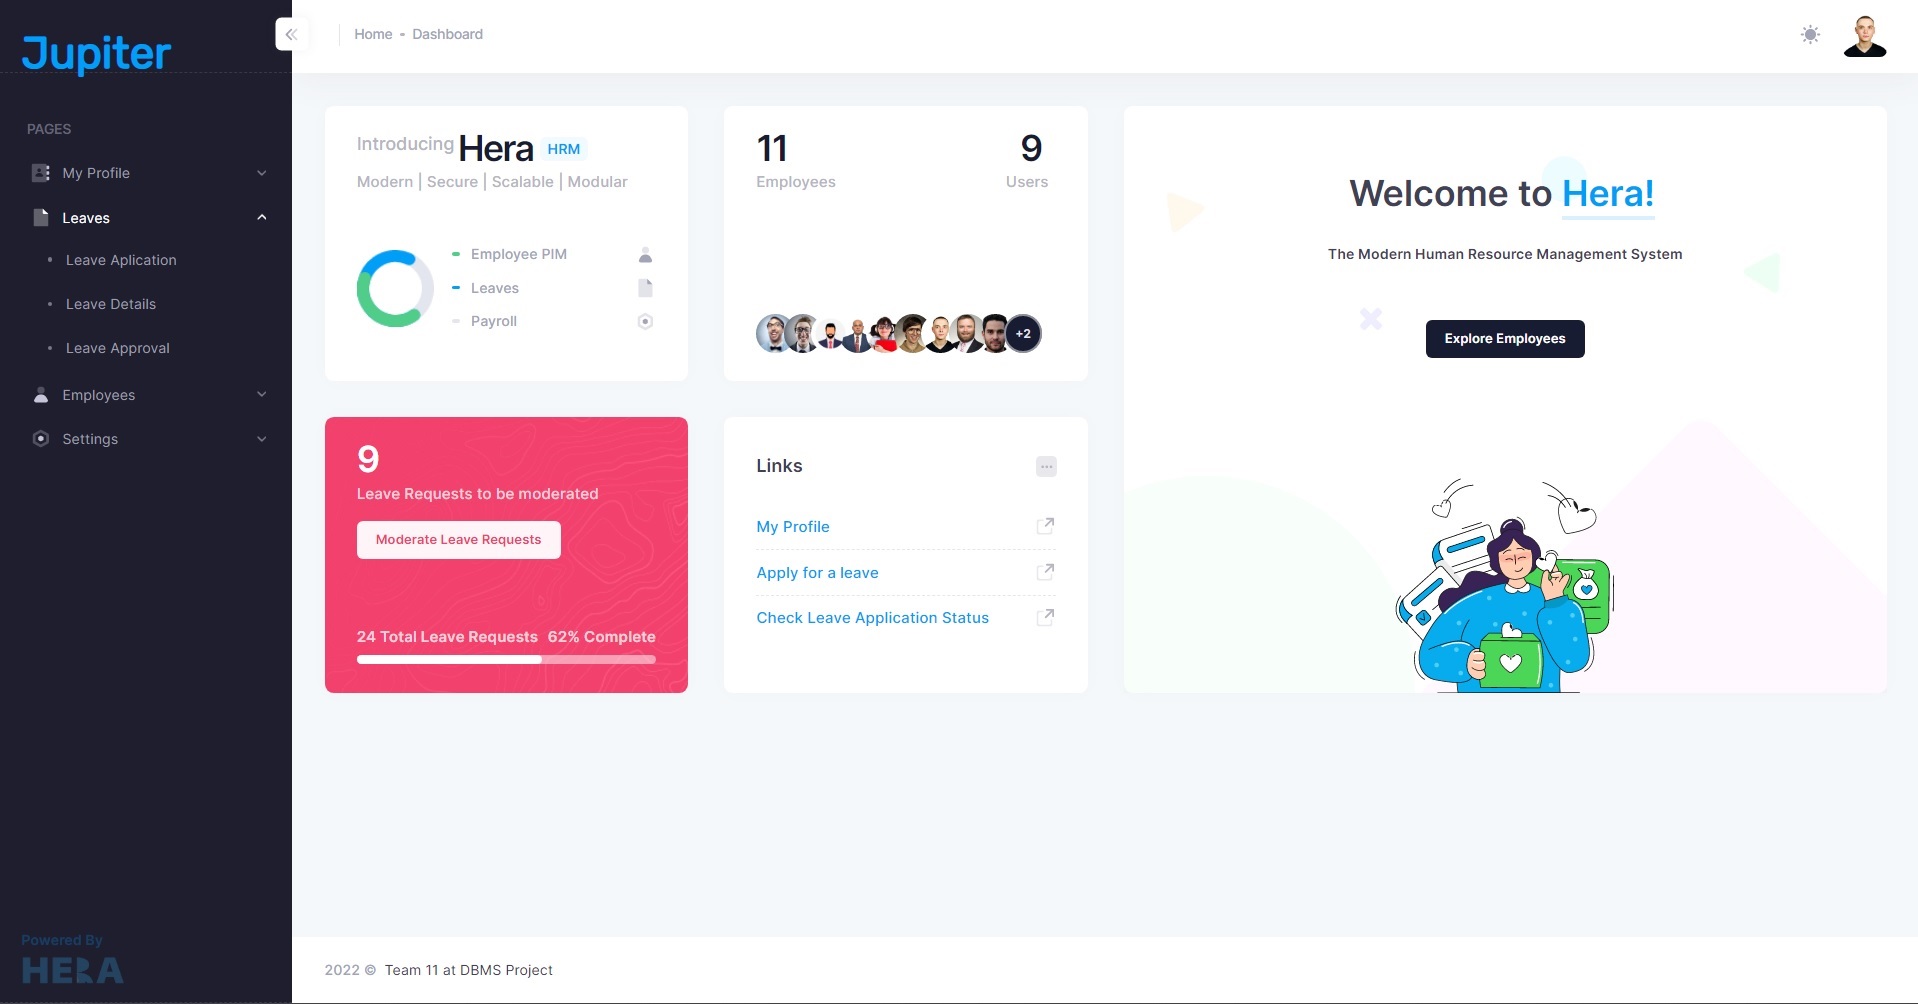 Jupiter
Home - Dashboard
PAGES
My Profile
Leaves
Leave Aplication
Leave Details
Leave Approval
Employees
Settings
Powered By
HERA
Introducing Hera HRM
Modern | Secure | Scalable | Modular
Employee PIM
Leaves
Payroll
11 9
Employees Users
+2
Welcome to Hera!
The Modern Human Resource Management System
Explore Employees
9
Leave Requests to be moderated
Moderate Leave Requests
24 Total Leave Requests 62% Complete
Links
My Profile
Apply for a leave
Check Leave Application Status
2022 © Team 11 at DBMS Project